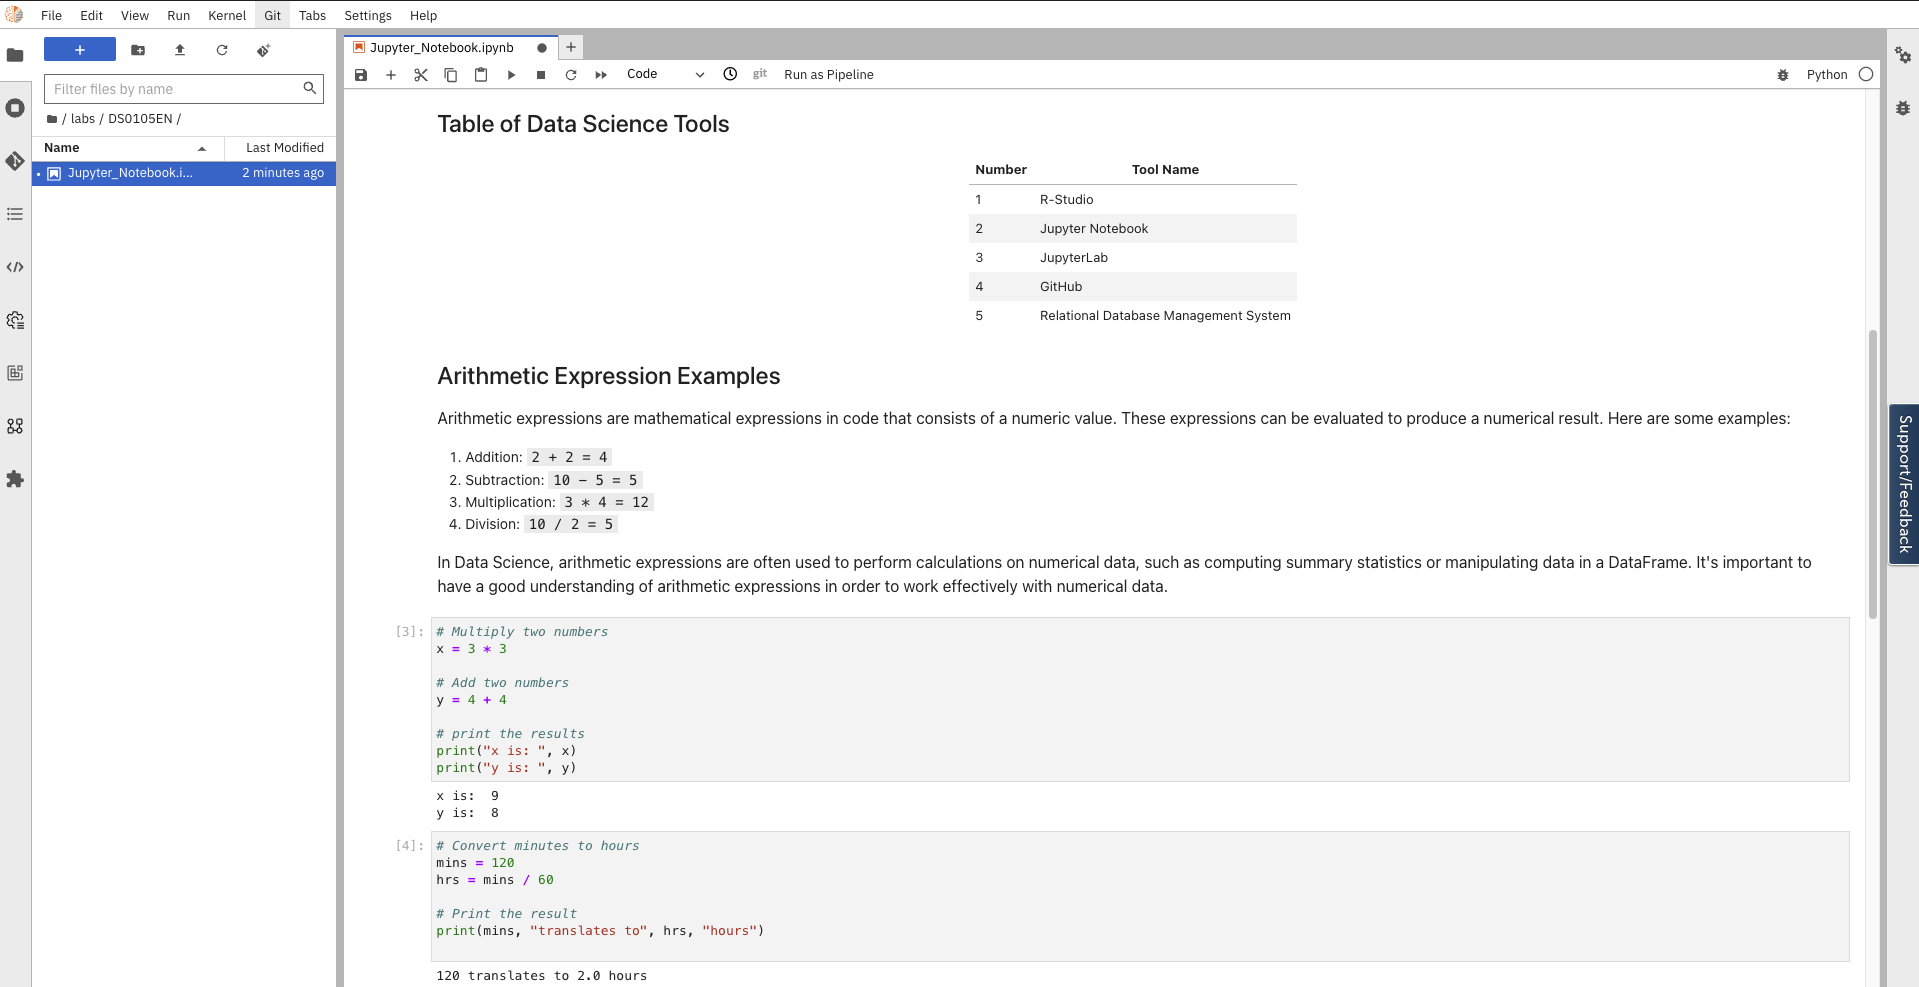 File Edit View Run Kernel Git Tabs Settings Help
Filter files by name
/ labs / DS0105EN /
Name Last Modified
Jupyter_Notebook.i... 2 minutes ago
Jupyter_Notebook.ipynb
Code git Run as Pipeline Python
Table of Data Science Tools
Number Tool Name
1 R-Studio
2 Jupyter Notebook
3 JupyterLab
4 GitHub
5 Relational Database Management System
Arithmetic Expression Examples
Arithmetic expressions are mathematical expressions in code that consists of a numeric value. These expressions can be evaluated to produce a numerical result. Here are some examples:
1. Addition: 2 + 2 = 4
2. Subtraction: 10 - 5 = 5
3. Multiplication: 3 * 4 = 12
4. Division: 10 / 2 = 5
In Data Science, arithmetic expressions are often used to perform calculations on numerical data, such as computing summary statistics or manipulating data in a DataFrame. It's important to
have a good understanding of arithmetic expressions in order to work effectively with numerical data.
[3]: # Multiply two numbers
x = 3 * 3
# Add two numbers
y = 4 + 4
# print the results
print("x is: ", x)
print("y is: ", y)
x is:  9
y is:  8
[4]: # Convert minutes to hours
mins = 120
hrs = mins / 60
# Print the result
print(mins, "translates to", hrs, "hours")
120 translates to 2.0 hours
Support/Feedback